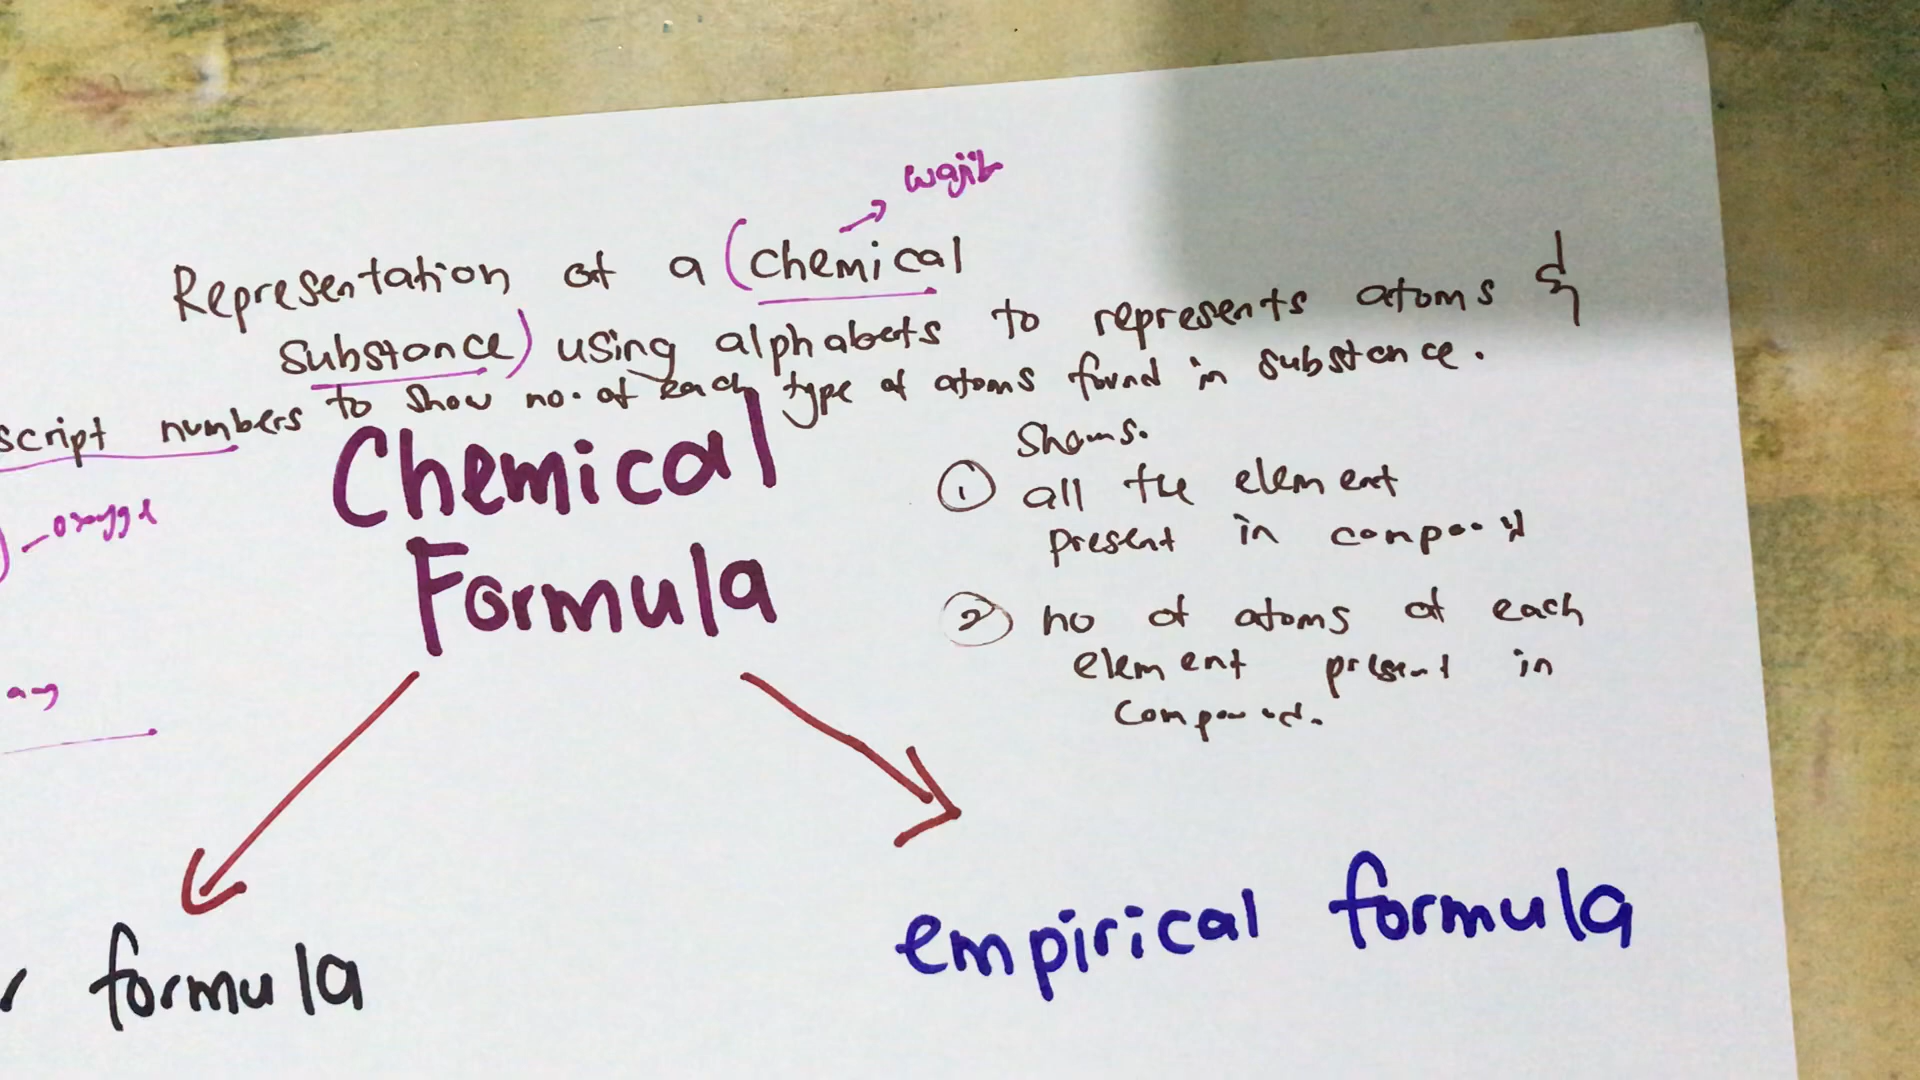 wajib
Representation of a (chemical
substance) using alphabets to represents atoms &
script numbers to show no. of each type of atoms found in substance.
Chemical
Formula
shows.
① all the element
present in compound
② no of atoms of each
element present in
compound.
formula
empirical formula